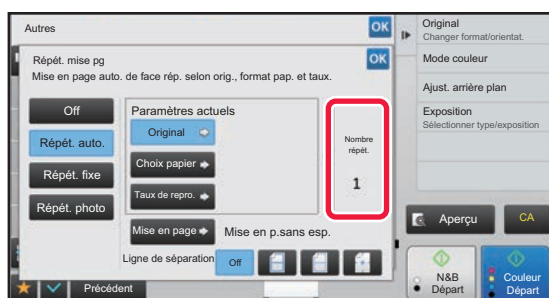 Autres
OK
Répét. mise pg
OK
Mise en page auto. de face rép. selon orig., format pap. et taux.
Off
Répét. auto.
Répét. fixe
Répét. photo
Paramètres actuels
Original
Choix papier
Taux de repro.
Mise en page
Mise en p.sans esp.
Ligne de séparation
Off
Nombre
répét.
1
Précédent
Original
Changer format/orientat.
Mode couleur
Ajust. arrière plan
Exposition
Sélectionner type/exposition
Aperçu
CA
N&B
Départ
Couleur
Départ